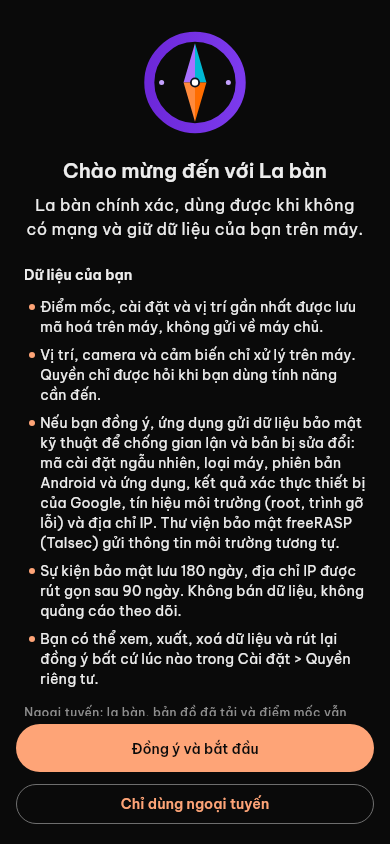 Chào mừng đến với La bàn
La bàn chính xác, dùng được khi không
có mạng và giữ dữ liệu của bạn trên máy.
Dữ liệu của bạn
Điểm mốc, cài đặt và vị trí gần nhất được lưu
mã hoá trên máy, không gửi về máy chủ.
Vị trí, camera và cảm biến chỉ xử lý trên máy.
Quyền chỉ được hỏi khi bạn dùng tính năng
cần đến.
Nếu bạn đồng ý, ứng dụng gửi dữ liệu bảo mật
kỹ thuật để chống gian lận và bản bị sửa đổi:
mã cài đặt ngẫu nhiên, loại máy, phiên bản
Android và ứng dụng, kết quả xác thực thiết bị
của Google, tín hiệu môi trường (root, trình gỡ
lỗi) và địa chỉ IP. Thư viện bảo mật freeRASP
(Talsec) gửi thông tin môi trường tương tự.
Sự kiện bảo mật lưu 180 ngày, địa chỉ IP được
rút gọn sau 90 ngày. Không bán dữ liệu, không
quảng cáo theo dõi.
Bạn có thể xem, xuất, xoá dữ liệu và rút lại
đồng ý bất cứ lúc nào trong Cài đặt > Quyền
riêng tư.
Ngoại tuyến: la bàn, bản đồ đã tải và điểm mốc vẫn
Đồng ý và bắt đầu
Chỉ dùng ngoại tuyến